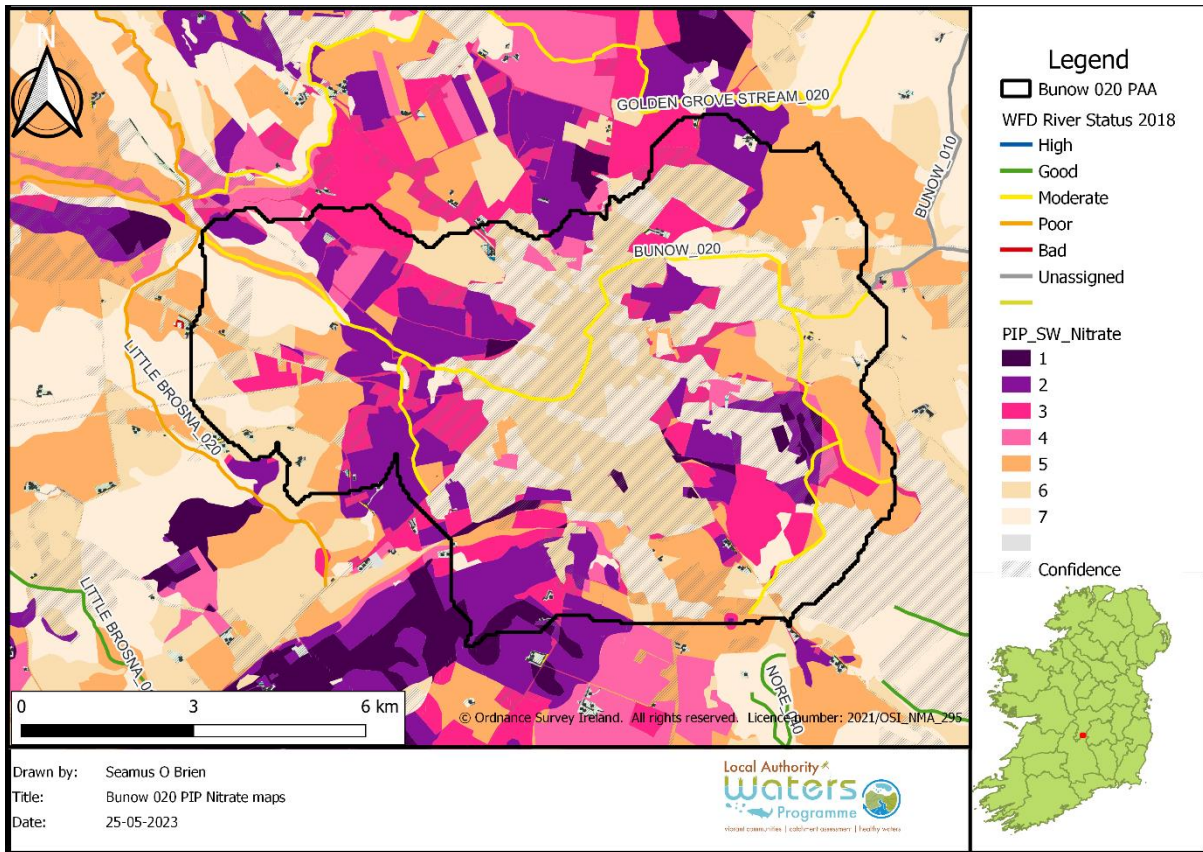 N
GOLDEN GROVE STREAM_020
BUNOW_010
BUNOW_020
LITTLE BROSNA_020
LITTLE BROSNA_0
NORE_040
0 3 6 km
© Ordnance Survey Ireland. All rights reserved. Licence number: 2021/OSI_NMA_295
Legend
Bunow 020 PAA
WFD River Status 2018
High
Good
Moderate
Poor
Bad
Unassigned
PIP_SW_Nitrate
1
2
3
4
5
6
7
Confidence
Drawn by: Seamus O Brien
Title: Bunow 020 PIP Nitrate maps
Date: 25-05-2023
Local Authority
Waters
Programme
vibrant communities | catchment assessment | healthy waters